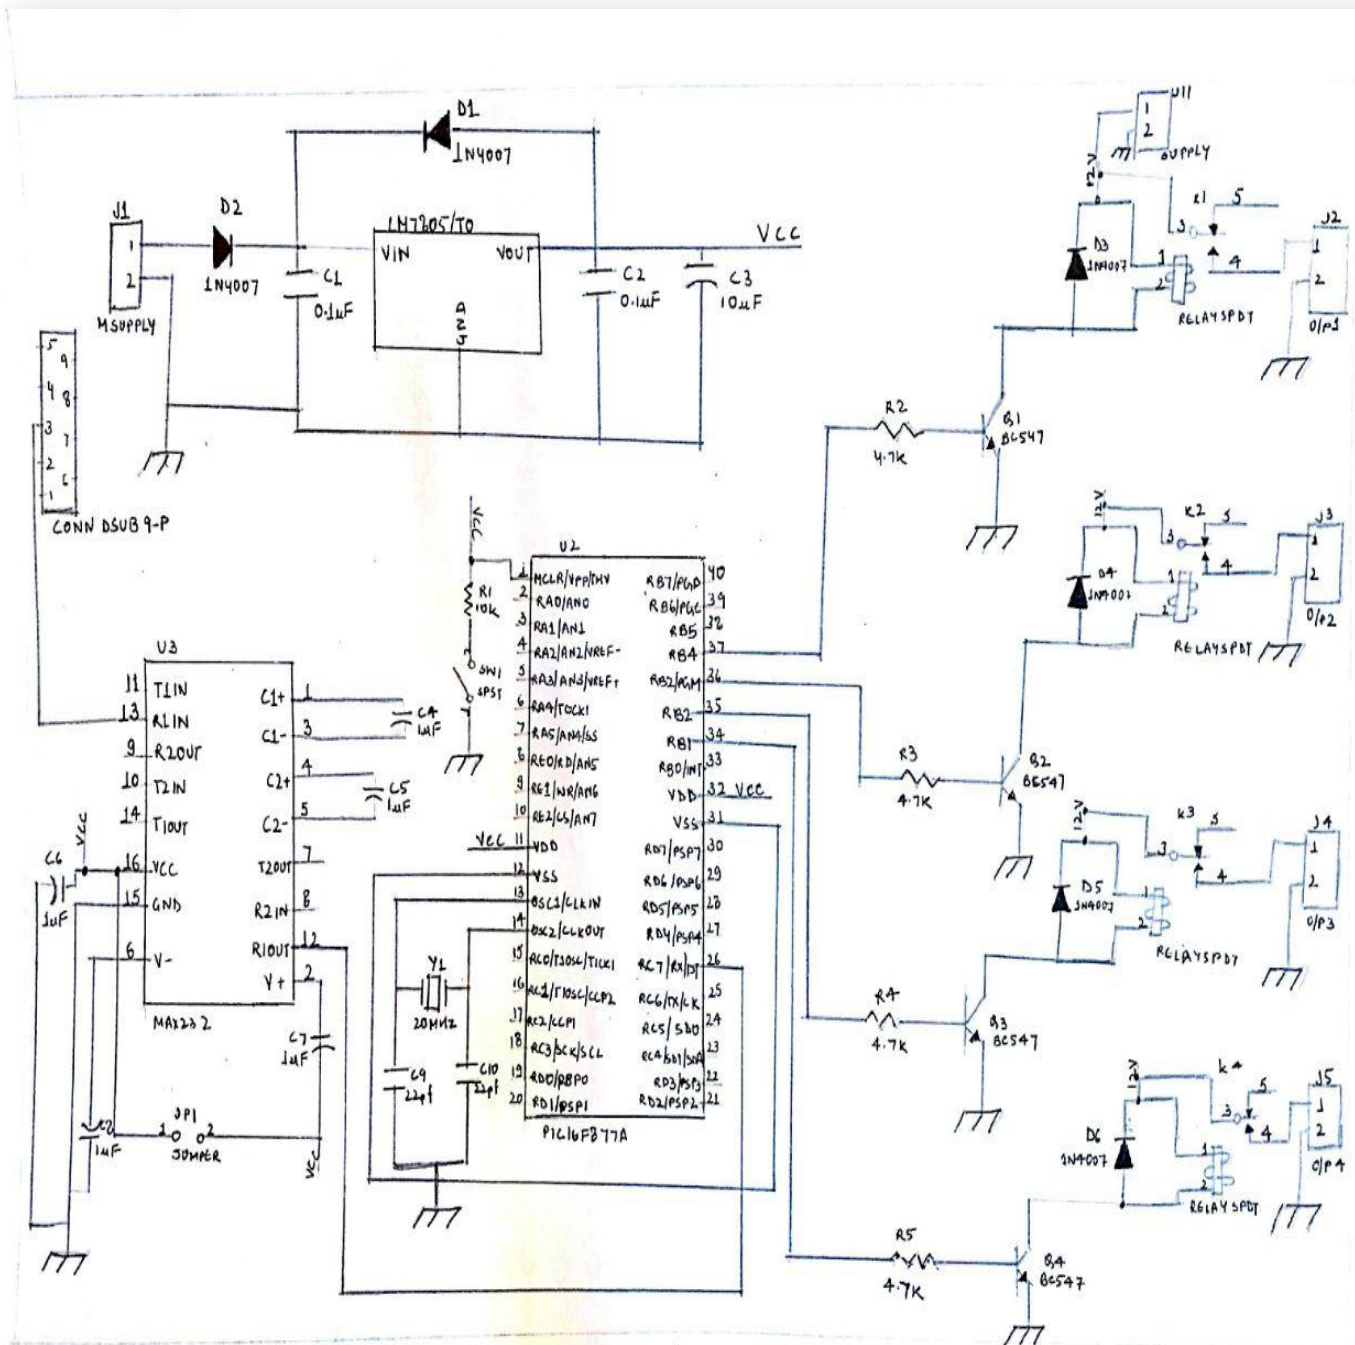 D1
1N4007
J11
1
2
SUPPLY
12V
K1
5
3
4
D3
1N4007
1
2
RELAYSPDT
J2
1
2
O/P1
J1
1
2
MSUPPLY
D2
1N4007
C1
0.1uF
LM7805/TO
VIN
VOUT
GND
VCC
C2
0.1uF
C3
10uF
5
9
4
8
3
7
2
6
1
CONN DSUB 9-P
R2
4.7K
Q1
BC547
12V
K2
5
3
4
D4
1N4007
1
2
RELAYSPDT
J3
1
2
O/P2
VCC
R1
10K
SW1
SPST
U2
1 MCLR/VPP/THV
2 RA0/AN0
3 RA1/AN1
4 RA2/AN2/VREF-
5 RA3/AN3/VREF+
6 RA4/TOCK1
7 RA5/AN4/SS
8 RE0/RD/AN5
9 RE1/WR/AN6
10 RE2/CS/AN7
VCC 11 VDD
12 VSS
13 OSC1/CLKIN
14 OSC2/CLKOUT
15 RC0/T1OSC/T1CK1
16 RC1/T1OSC/CCP2
17 RC2/CCP1
18 RC3/SCK/SCL
19 RD0/PBP0
20 RD1/PSP1
RB7/PGD 40
RB6/PGC 39
RB5 38
RB4 37
RB2/PGM 36
RB2 35
RB1 34
RB0/INT 33
VDD 32 VCC
VSS 31
RD7/PSP7 30
RD6/PSP6 29
RD5/PSP5 28
RD4/PSP4 27
RC7/RX/DT 26
RC6/TX/CK 25
RC5/SDO 24
RC4/SDI/SDA 23
RD3/PSP3 22
RD2/PSP2 21
PIC16F877A
U3
11 T1IN
13 R1IN
9 R2OUT
10 T2IN
14 T1OUT
16 VCC
15 GND
6 V-
C1+ 1
C1- 3
C2+ 4
C2- 5
T2OUT 7
R2IN 8
R1OUT 12
V+ 2
MAX232
C4
1uF
C5
1uF
VCC
C6
1uF
C7
1uF
C8
1uF
JP1
1
2
JUMPER
VCC
Y1
20MHZ
C9
22pf
C10
22pf
R3
4.7K
Q2
BC547
12V
K3
5
3
4
D5
1N4007
1
2
RELAYSPDT
J4
1
2
O/P3
R4
4.7K
Q3
BC547
12V
K4
5
3
4
D6
1N4007
1
2
RELAYSPDT
J5
1
2
O/P4
R5
4.7K
Q4
BC547